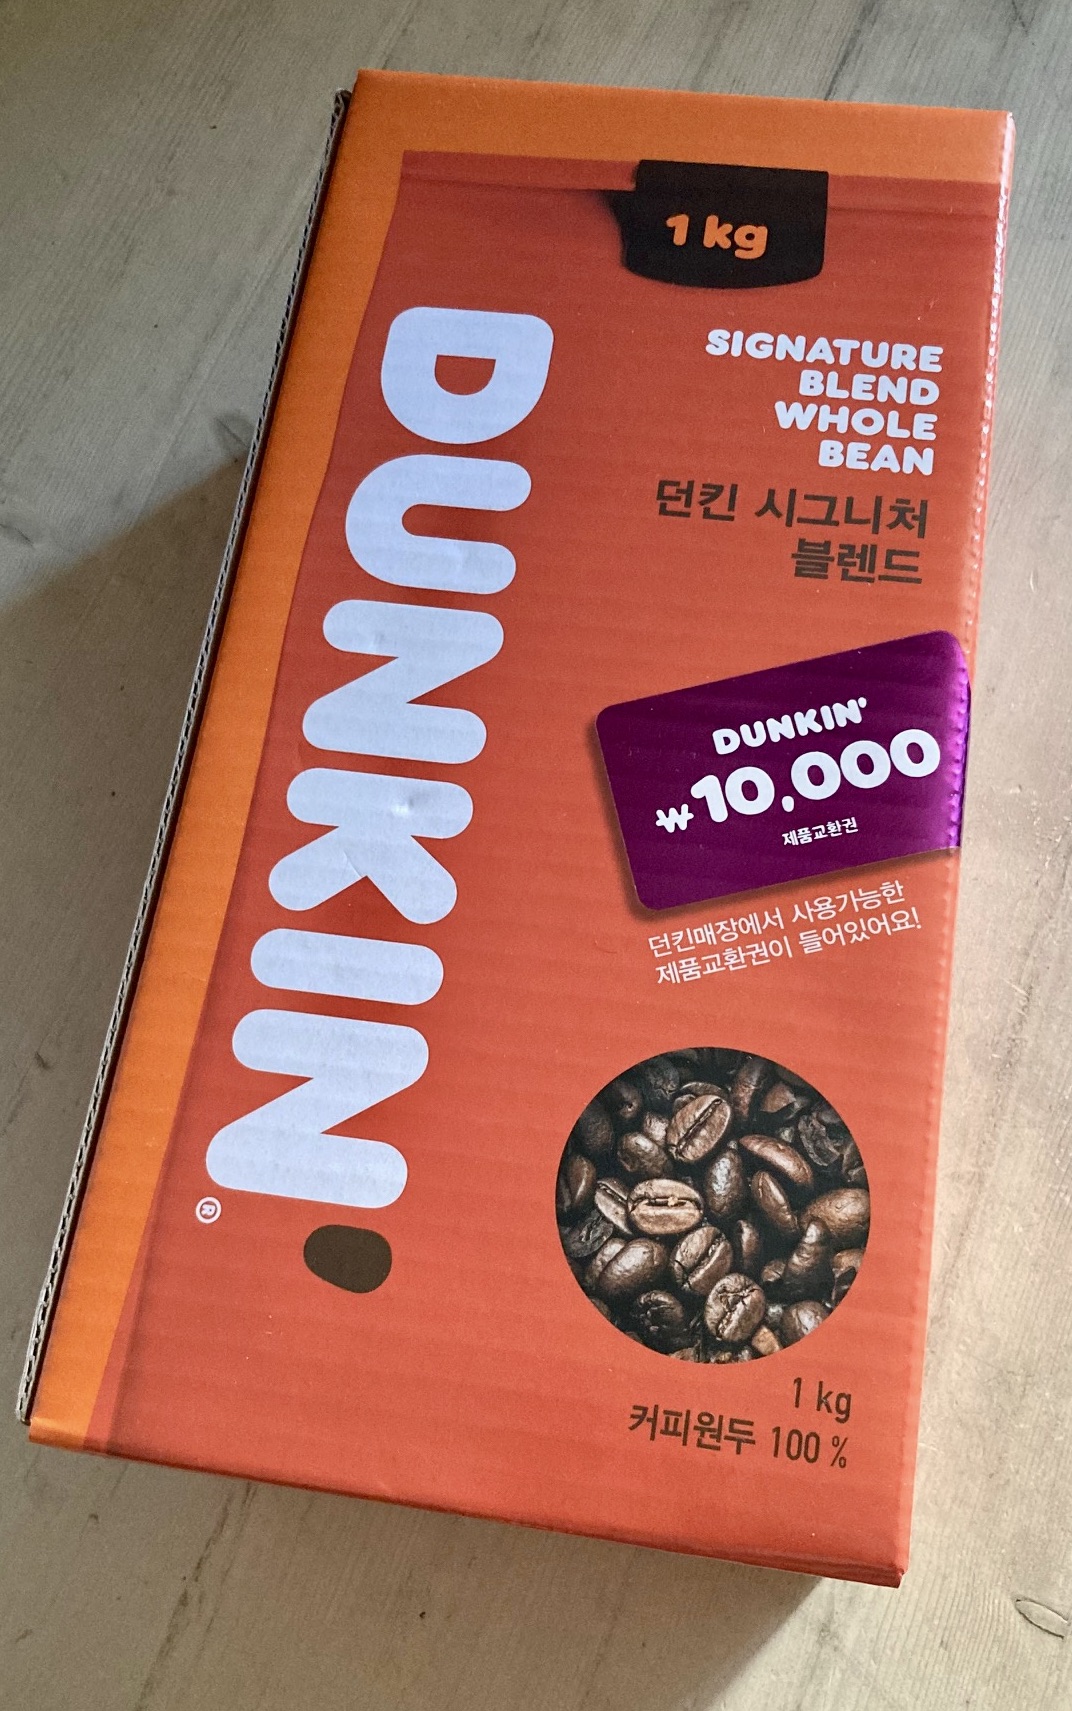 1 kg
DUNKIN'
®
SIGNATURE
BLEND
WHOLE
BEAN
던킨 시그니처
블렌드
DUNKIN'
₩10,000
제품교환권
던킨매장에서 사용가능한
제품교환권이 들어있어요!
1 kg
커피원두 100 %